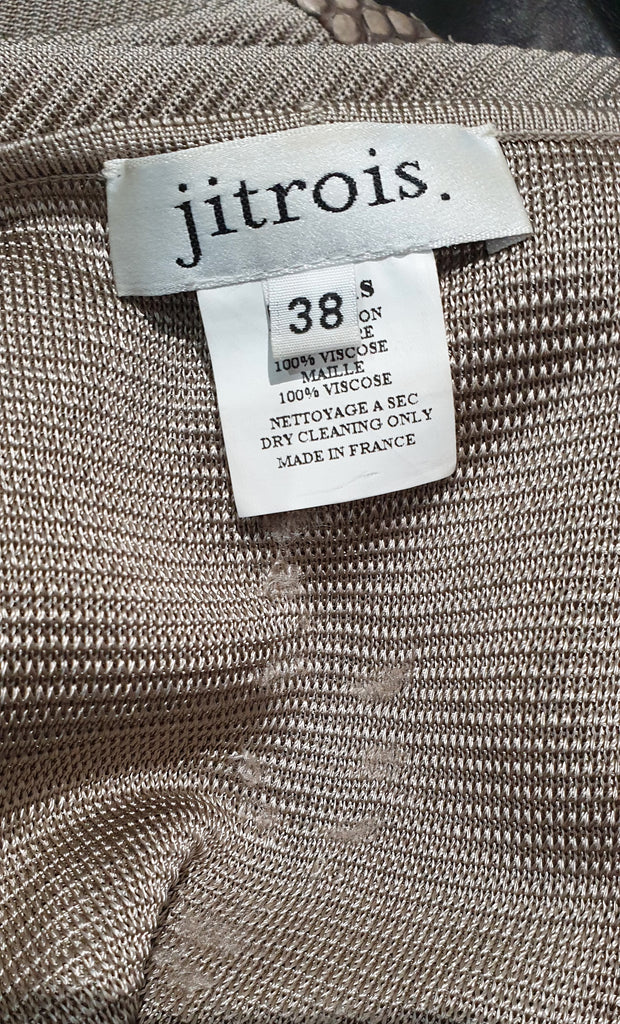 jitrois.
38
100% VISCOSE
MAILLE
100% VISCOSE
NETTOYAGE A SEC
DRY CLEANING ONLY
MADE IN FRANCE